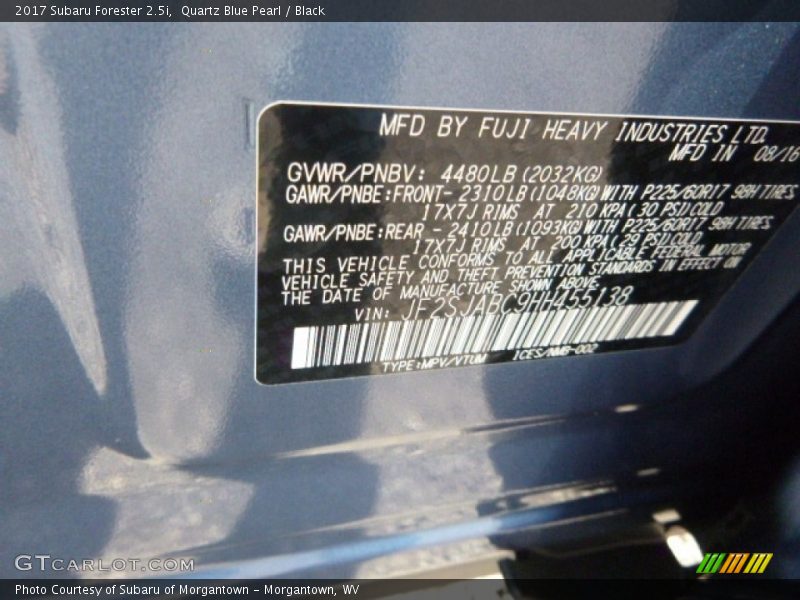 2017 Subaru Forester 2.5i,  Quartz Blue Pearl / Black
MFD BY FUJI HEAVY INDUSTRIES LTD.
MFD IN 08/16
GVWR/PNBV: 4480LB (2032KG)
GAWR/PNBE:FRONT- 2310LB (1048KG) WITH P225/60R17 98H TIRES
17X7J RIMS AT 210 KPA( 30 PSI) COLD
GAWR/PNBE:REAR - 2410LB (1093KG) WITH P225/60R17 98H TIRES
17X7J RIMS AT 200 KPA( 29 PSI) COLD
THIS VEHICLE CONFORMS TO ALL APPLICABLE FEDERAL MOTOR
VEHICLE SAFETY AND THEFT PREVENTION STANDARDS IN EFFECT ON
THE DATE OF MANUFACTURE SHOWN ABOVE
VIN: JF2SJABC9HH455138
TYPE:MPV/VTUM ICES/NMB-002
GTCARLOT.COM
Photo Courtesy of Subaru of Morgantown - Morgantown, WV